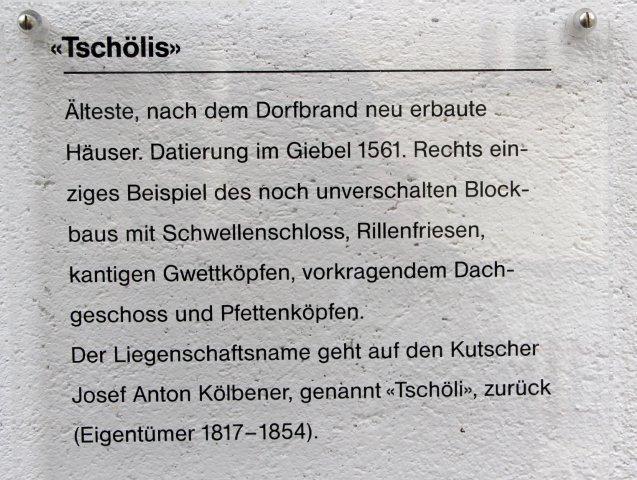 «Tschölis»
Älteste, nach dem Dorfbrand neu erbaute
Häuser. Datierung im Giebel 1561. Rechts ein-
ziges Beispiel des noch unverschalten Block-
baus mit Schwellenschloss, Rillenfriesen,
kantigen Gwettköpfen, vorkragendem Dach-
geschoss und Pfettenköpfen.
Der Liegenschaftsname geht auf den Kutscher
Josef Anton Kölbener, genannt «Tschöli», zurück
(Eigentümer 1817–1854).